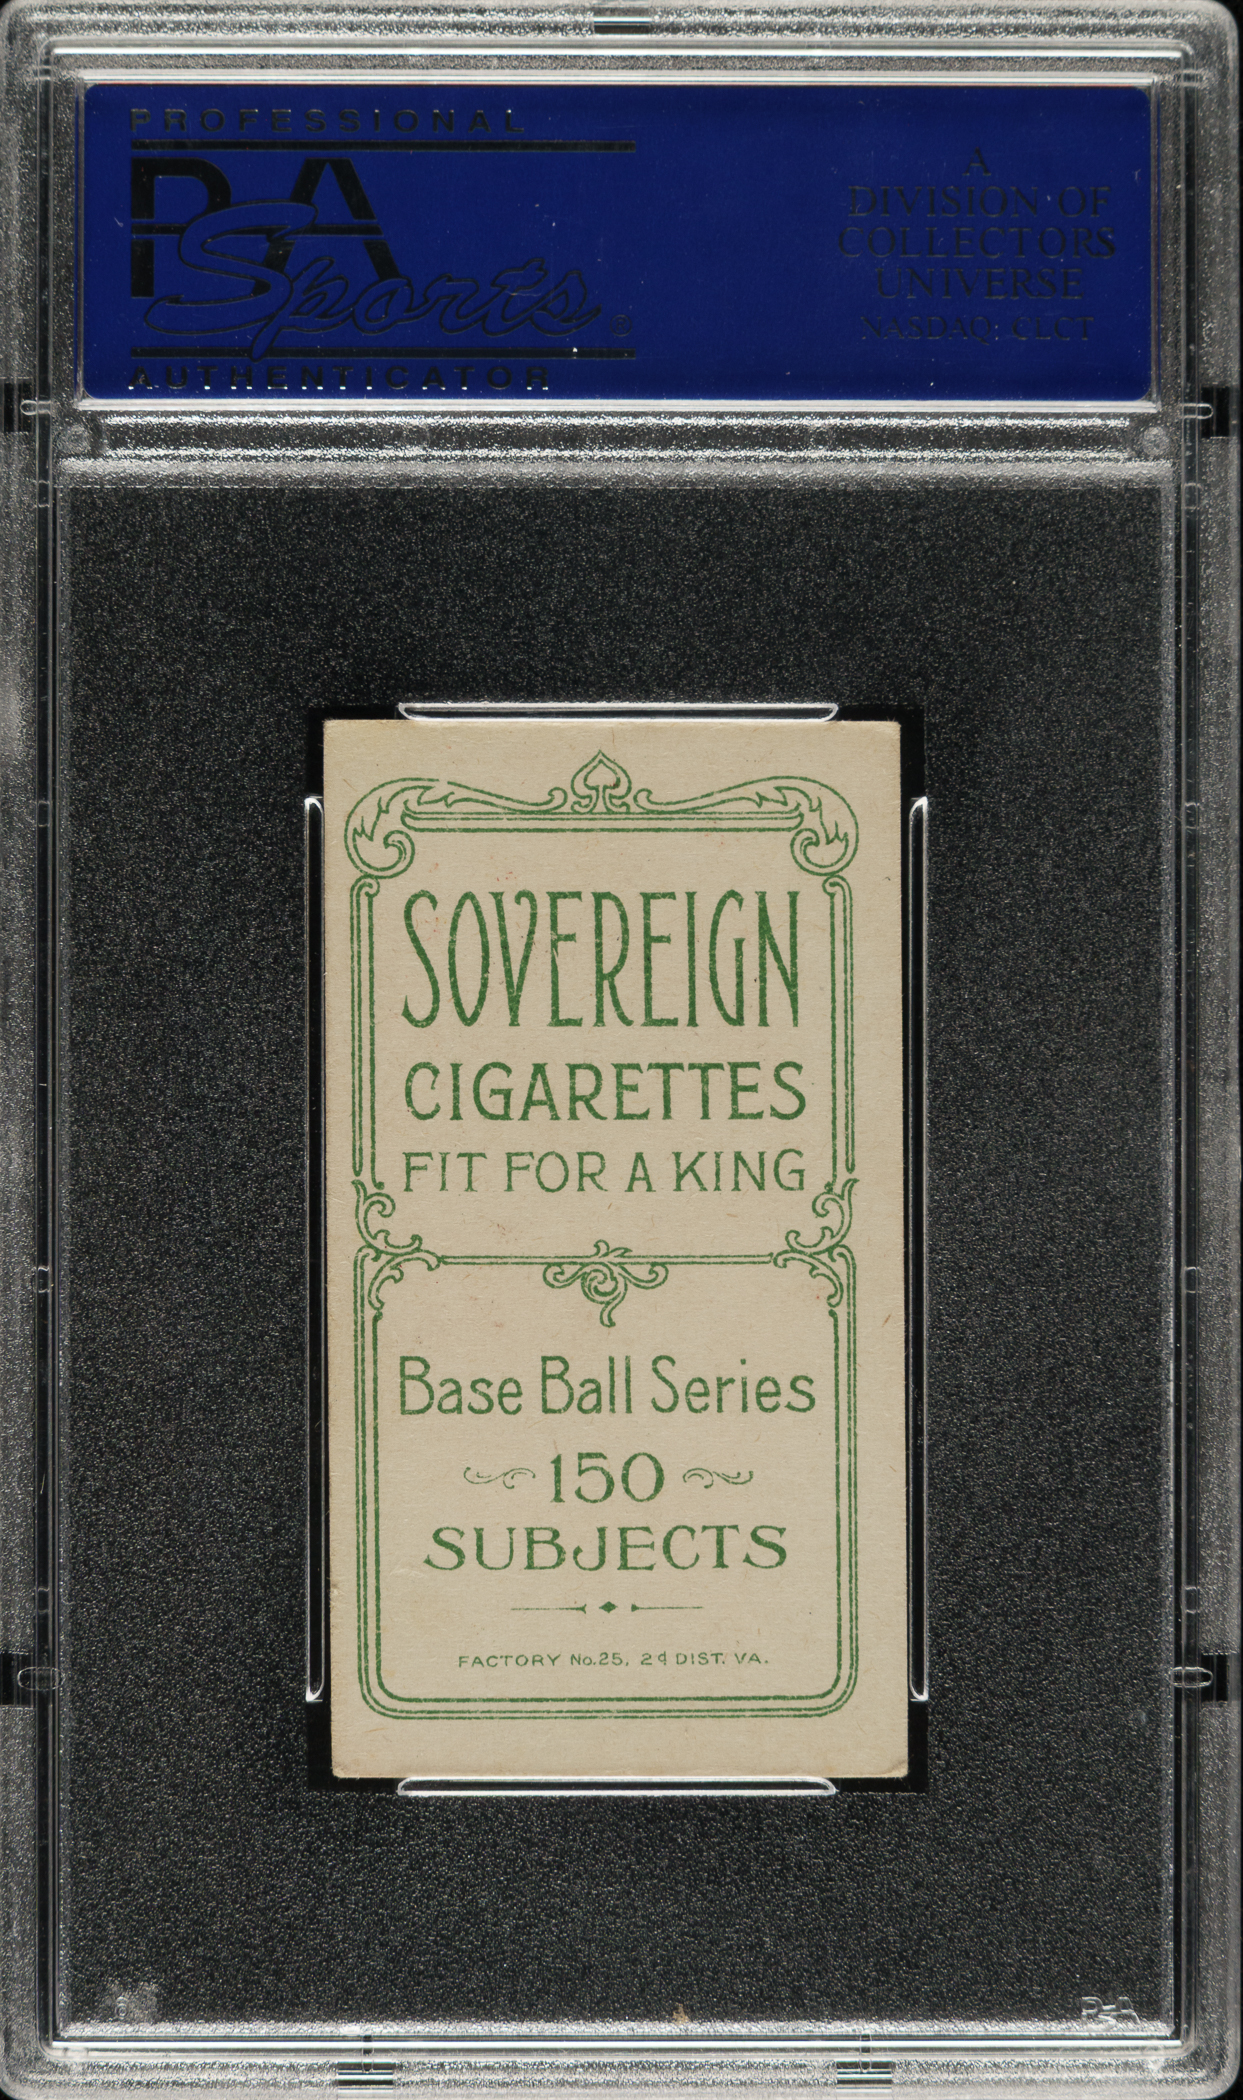 PROFESSIONAL
PSA
Sports®
AUTHENTICATOR
A
DIVISION OF
COLLECTORS
UNIVERSE
NASDAQ: CLCT
SOVEREIGN
CIGARETTES
FIT FOR A KING
Base Ball Series
150
SUBJECTS
FACTORY No.25, 2d DIST. VA.
PSA